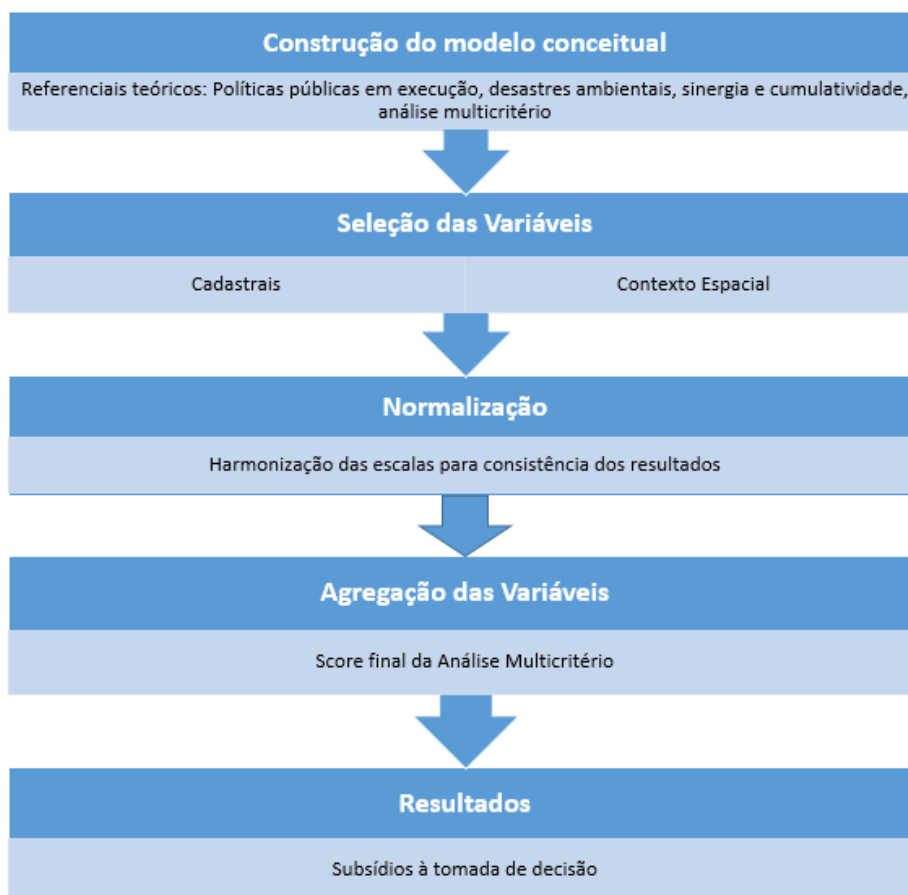 Construção do modelo conceitual
Referenciais teóricos: Políticas públicas em execução, desastres ambientais, sinergia e cumulatividade,
análise multicritério
Seleção das Variáveis
Cadastrais
Contexto Espacial
Normalização
Harmonização das escalas para consistência dos resultados
Agregação das Variáveis
Score final da Análise Multicritério
Resultados
Subsídios à tomada de decisão